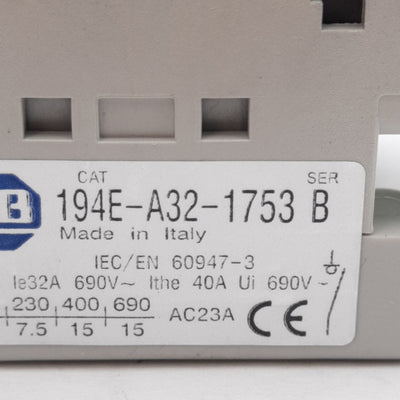 CAT SER
B 194E-A32-1753 B
Made in Italy
IEC/EN 60947-3
Ie32A 690V~ Ithe 40A Ui 690V~
230 400 690
7.5 15 15 AC23A CE